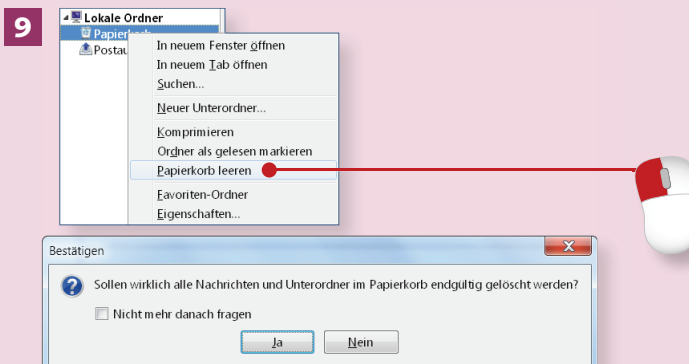 9
Lokale Ordner
Papierkorb
Postau
In neuem Fenster öffnen
In neuem Tab öffnen
Suchen...
Neuer Unterordner...
Komprimieren
Ordner als gelesen markieren
Papierkorb leeren
Favoriten-Ordner
Eigenschaften...
Bestätigen
X
Sollen wirklich alle Nachrichten und Unterordner im Papierkorb endgültig gelöscht werden?
Nicht mehr danach fragen
Ja Nein